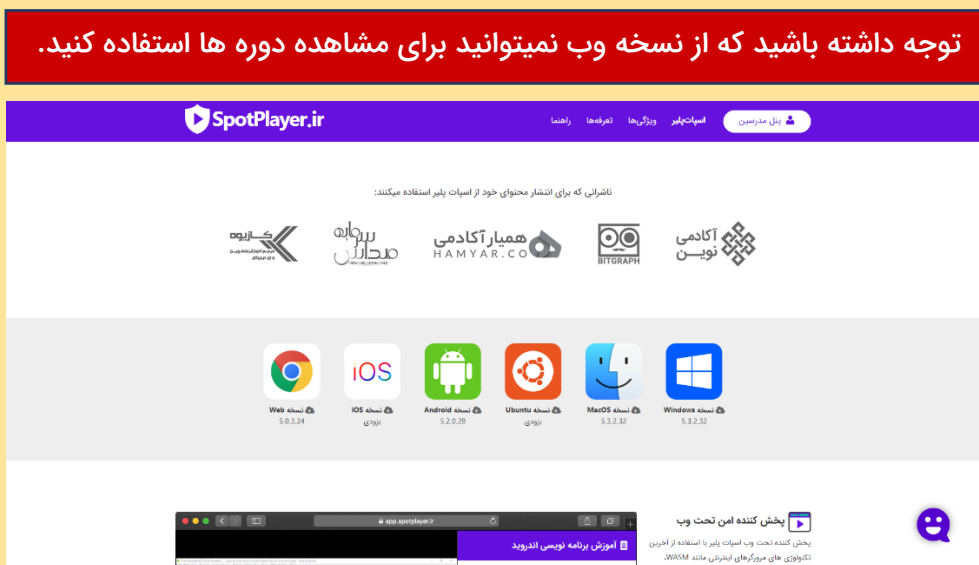 توجه داشته باشید که از نسخه وب نمیتوانید برای مشاهده دوره ها استفاده کنید.
SpotPlayer.ir
پنل مدرسین
اسپات‌پلیر
ویژگی‌ها
تعرفه‌ها
راهنما
ناشرانی که برای انتشار محتوای خود از اسپات پلیر استفاده میکنند:
آکادمی
نویــن
BITGRAPH
همیار آکادمی
HAMYAR.CO
iOS
نسخه Windows
5.3.2.32
نسخه MacOS
5.3.2.32
نسخه Ubuntu
بزودی
نسخه Android
5.2.0.28
نسخه iOS
بزودی
نسخه Web
5.0.3.24
پخش کننده امن تحت وب
پخش کننده تحت وب اسپات پلیر با استفاده از آخرین
تکنولوژی های مرورگرهای اینترنتی مانند WASM،
app.spotplayer.ir
آموزش برنامه نویسی اندروید